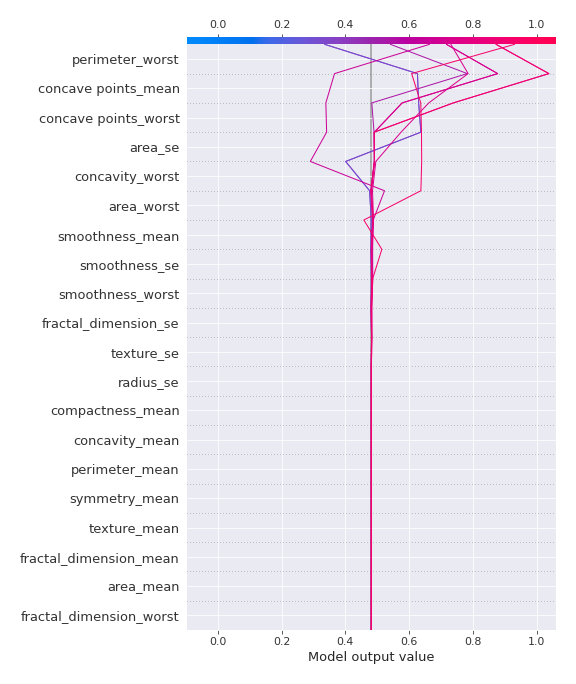 0.0 0.2 0.4 0.6 0.8 1.0
perimeter_worst
concave points_mean
concave points_worst
area_se
concavity_worst
area_worst
smoothness_mean
smoothness_se
smoothness_worst
fractal_dimension_se
texture_se
radius_se
compactness_mean
concavity_mean
perimeter_mean
symmetry_mean
texture_mean
fractal_dimension_mean
area_mean
fractal_dimension_worst
0.0 0.2 0.4 0.6 0.8 1.0
Model output value